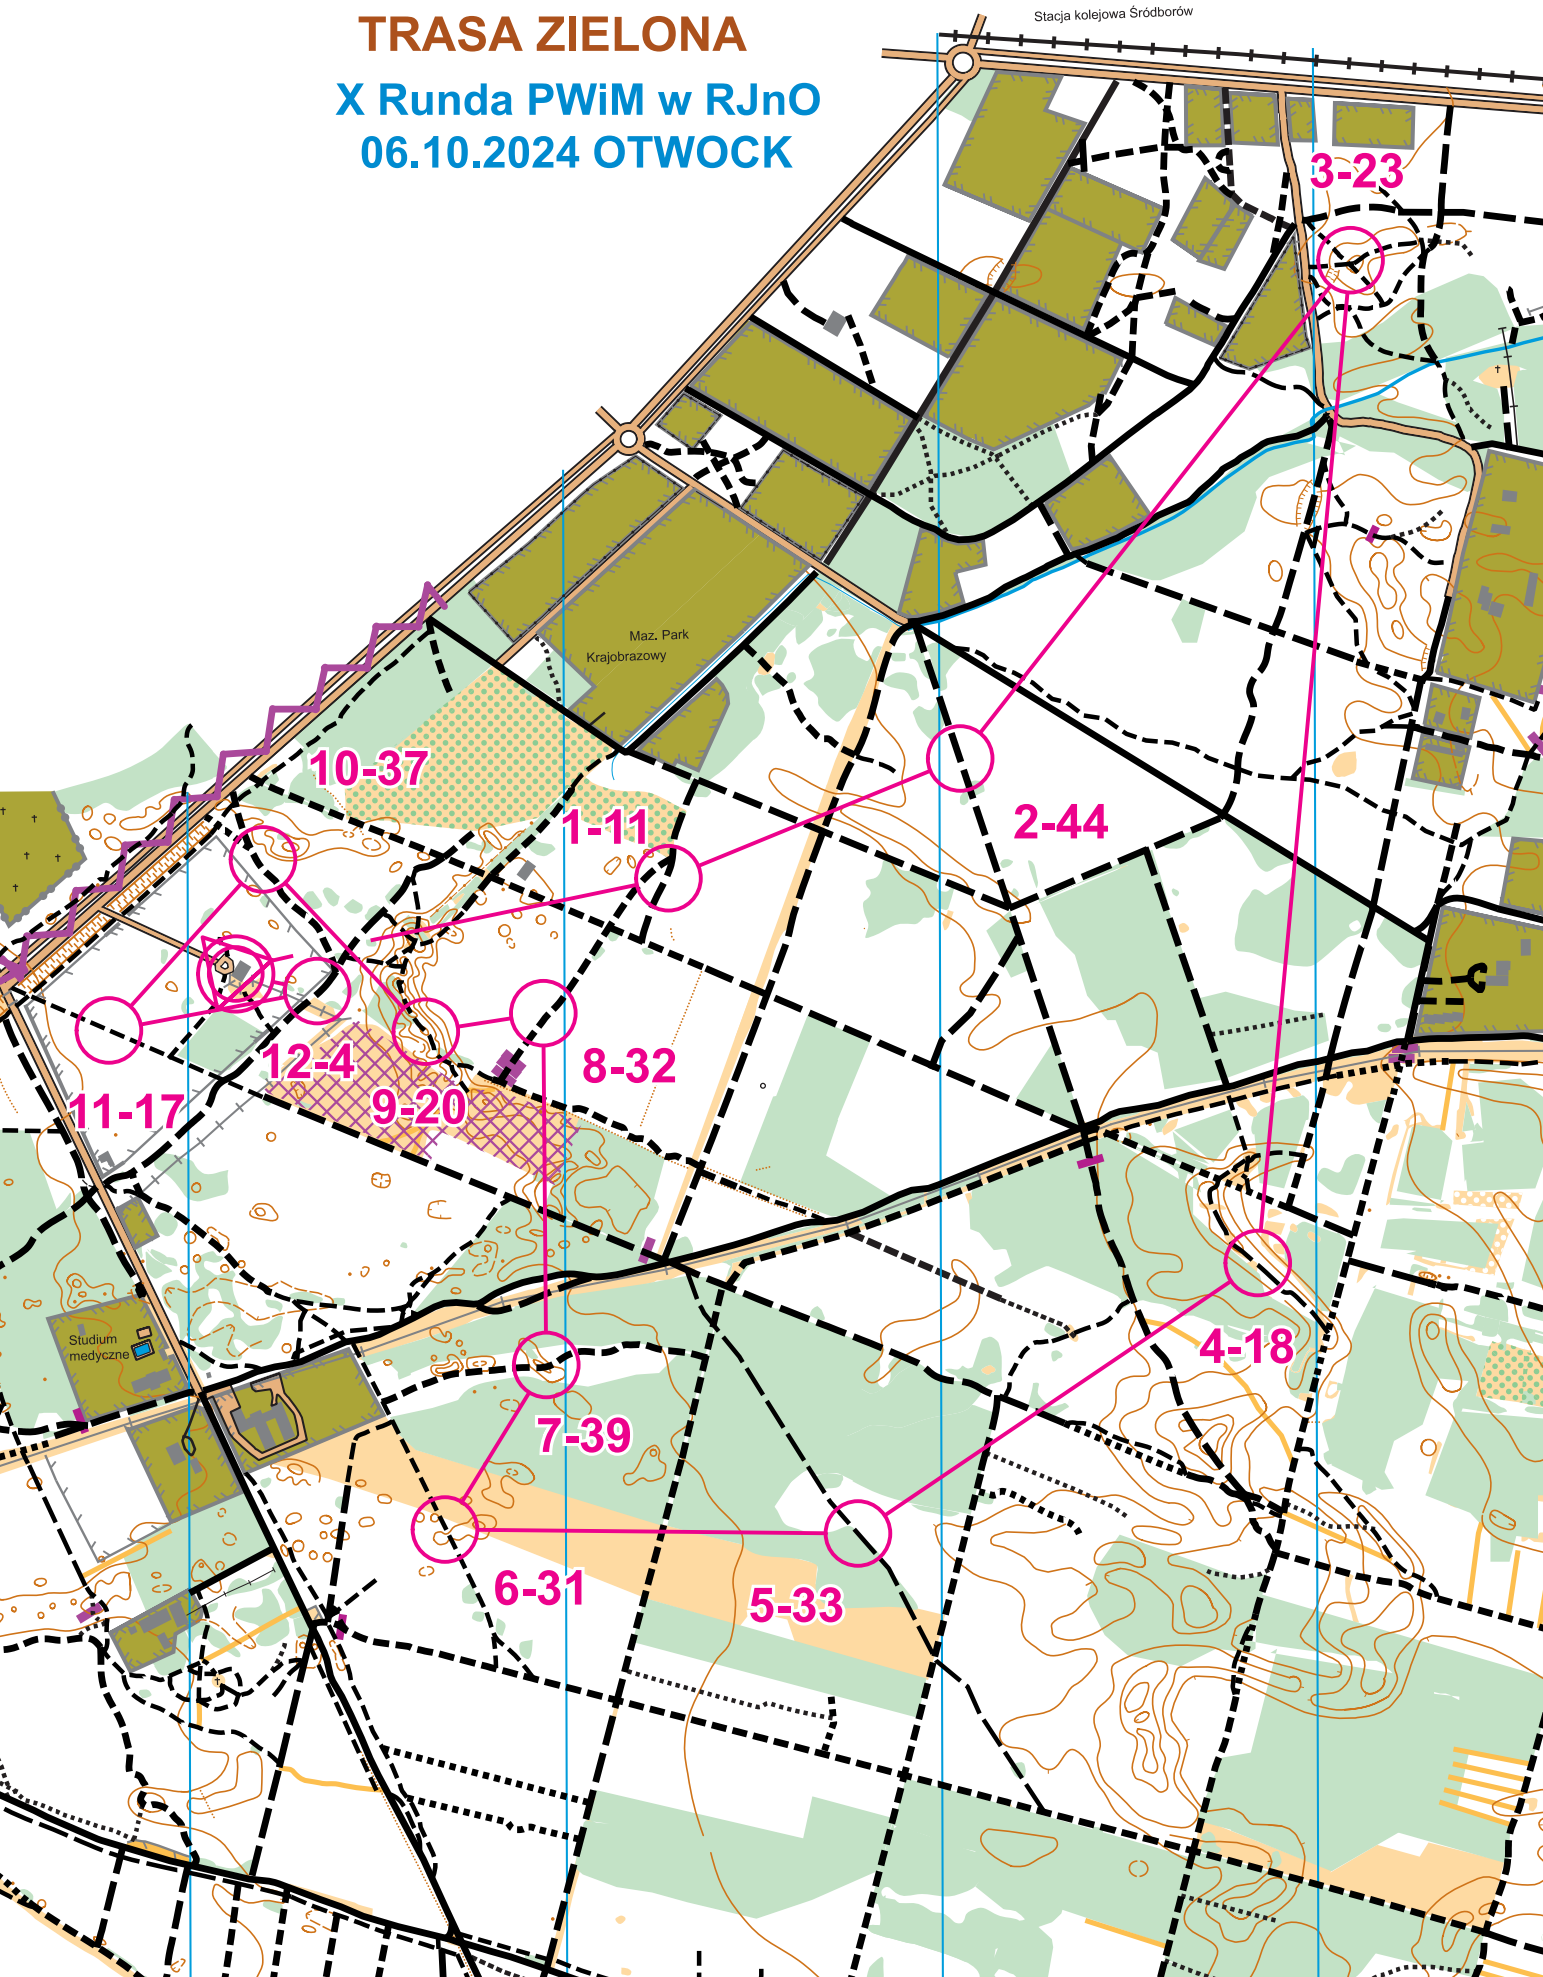 Stacja kolejowa Śródborów
TRASA ZIELONA
X Runda PWiM w RJnO
06.10.2024 OTWOCK
3-23
Maz. Park
Krajobrazowy
10-37
1-11
2-44
8-32
12-4
9-20
11-17
Studium
medyczne
4-18
7-39
6-31
5-33